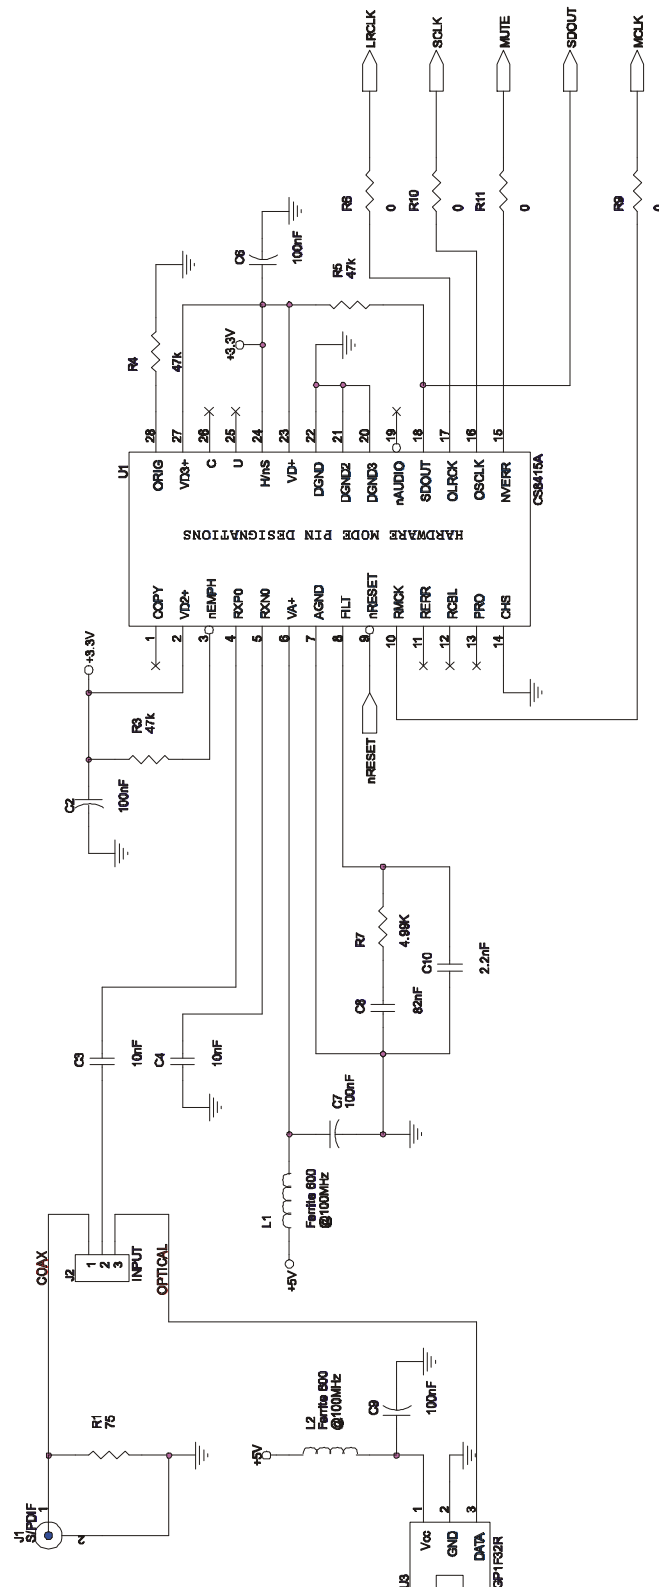 LRCLK
SCLK
MUTE
SDOUT
MCLK
R6
0
R10
0
R11
0
R9
0
C6
100nF
R5
47k
R4
47k
+3.3V
28
27
26
25
24
23
22
21
20
19
18
17
16
15
U1
ORIG
VD3+
C
U
H/nS
VD+
DGND
DGND2
DGND3
nAUDIO
SDOUT
OLRCK
OSCLK
NVERR
CS8415A
HARDWARE MODE PIN DESIGNATIONS
COPY
VD2+
nEMPH
RXP0
RXN0
VA+
AGND
FILT
nRESET
RMCK
RERR
RCBL
PRO
CHS
1
2
3
4
5
6
7
8
9
10
11
12
13
14
+3.3V
R3
47k
C2
100nF
nRESET
R7
4.99K
C10
2.2nF
C8
82nF
C3
10nF
C4
10nF
C7
100nF
L1
Ferrite 600
@100MHz
+5V
COAX
J2
1
2
3
INPUT
OPTICAL
R1
75
L2
Ferrite 600
@100MHz
+5V
C9
100nF
J1
S/PDIF
1
2
1
2
3
Vcc
GND
DATA
U3
GP1F32R